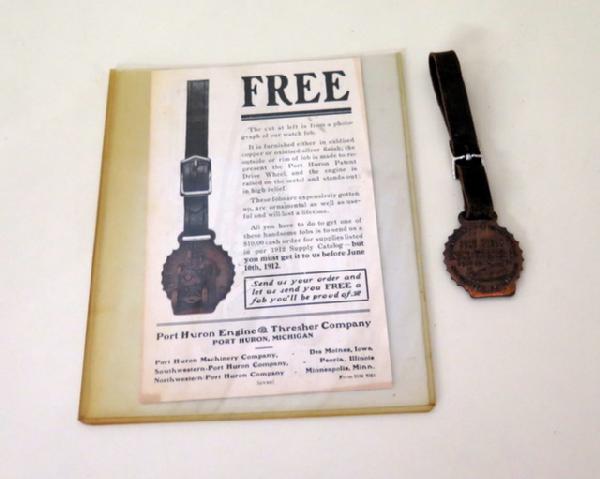 FREE
The cut at left is from a photo-
graph of our watch fob.
It is furnished either in oxidized
copper or oxidized silver finish; the
outside or rim of fob is made to re-
present the Port Huron Patent
Drive Wheel, and the engine is
raised on the metal and stands out
in high relief.
These fobs are expensively gotten
up, are ornamental as well as use-
ful and will last a lifetime.
All you have to do to get one of
these handsome fobs is to send us a
$10.00 cash order for supplies listed
in our 1912 Supply Catalog—but
you must get it to us before June
10th, 1912.
Send us your order and
let us send you FREE a
fob you'll be proud of.
Port Huron Engine & Thresher Company
PORT HURON, MICHIGAN
Port Huron Machinery Company, Des Moines, Iowa.
Southwestern-Port Huron Company, Peoria, Illinois
Northwestern-Port Huron Company Minneapolis, Minn.
(over)